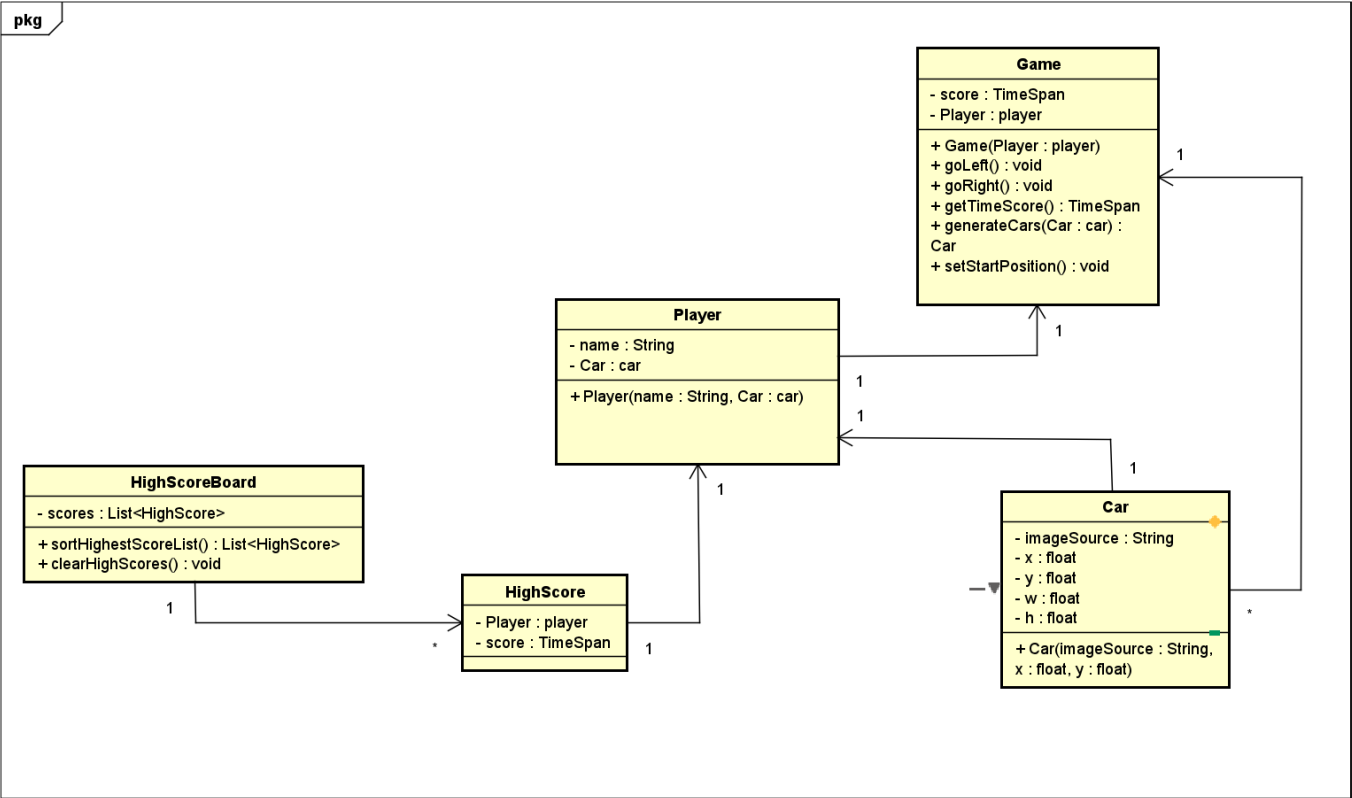 pkg
Game
- score : TimeSpan
- Player : player
+ Game(Player : player)
+ goLeft() : void
+ goRight() : void
+ getTimeScore() : TimeSpan
+ generateCars(Car : car) :
Car
+ setStartPosition() : void
1
1
Player
- name : String
- Car : car
+ Player(name : String, Car : car)
1
1
1
1
HighScoreBoard
- scores : List<HighScore>
+ sortHighestScoreList() : List<HighScore>
+ clearHighScores() : void
1
*
HighScore
- Player : player
- score : TimeSpan
1
Car
- imageSource : String
- x : float
- y : float
- w : float
- h : float
+ Car(imageSource : String,
x : float, y : float)
*